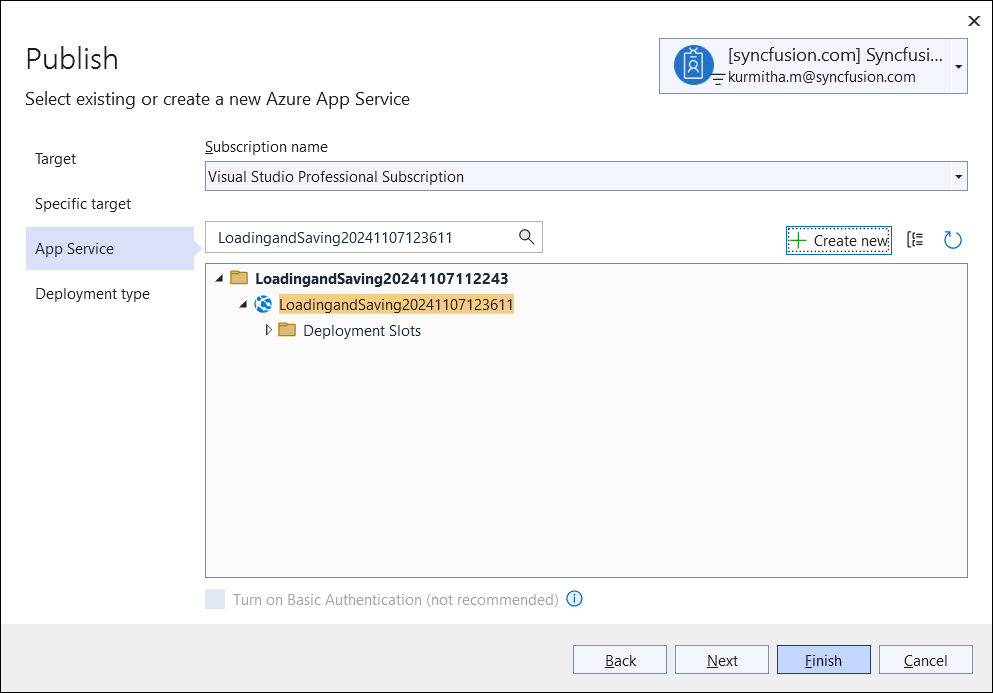 Publish
Select existing or create a new Azure App Service
[syncfusion.com] Syncfusi...
kurmitha.m@syncfusion.com
Target
Specific target
App Service
Deployment type
Subscription name
Visual Studio Professional Subscription
LoadingandSaving20241107123611
Create new
LoadingandSaving20241107112243
LoadingandSaving20241107123611
Deployment Slots
Turn on Basic Authentication (not recommended)
Back
Next
Finish
Cancel